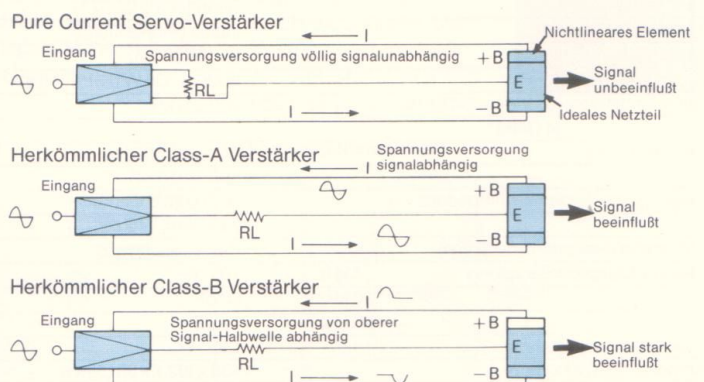 Pure Current Servo-Verstärker
I
Nichtlineares Element
Eingang
Spannungsversorgung völlig signalunabhängig
+ B
RL
E
Signal
unbeeinflußt
I
− B
Ideales Netzteil
Herkömmlicher Class-A Verstärker
I
Spannungsversorgung
signalabhängig
Eingang
+ B
RL
E
Signal
beeinflußt
I
− B
Herkömmlicher Class-B Verstärker
I
Eingang
Spannungsversorgung von oberer
Signal-Halbwelle abhängig
+ B
RL
E
Signal stark
beeinflußt
I
− B